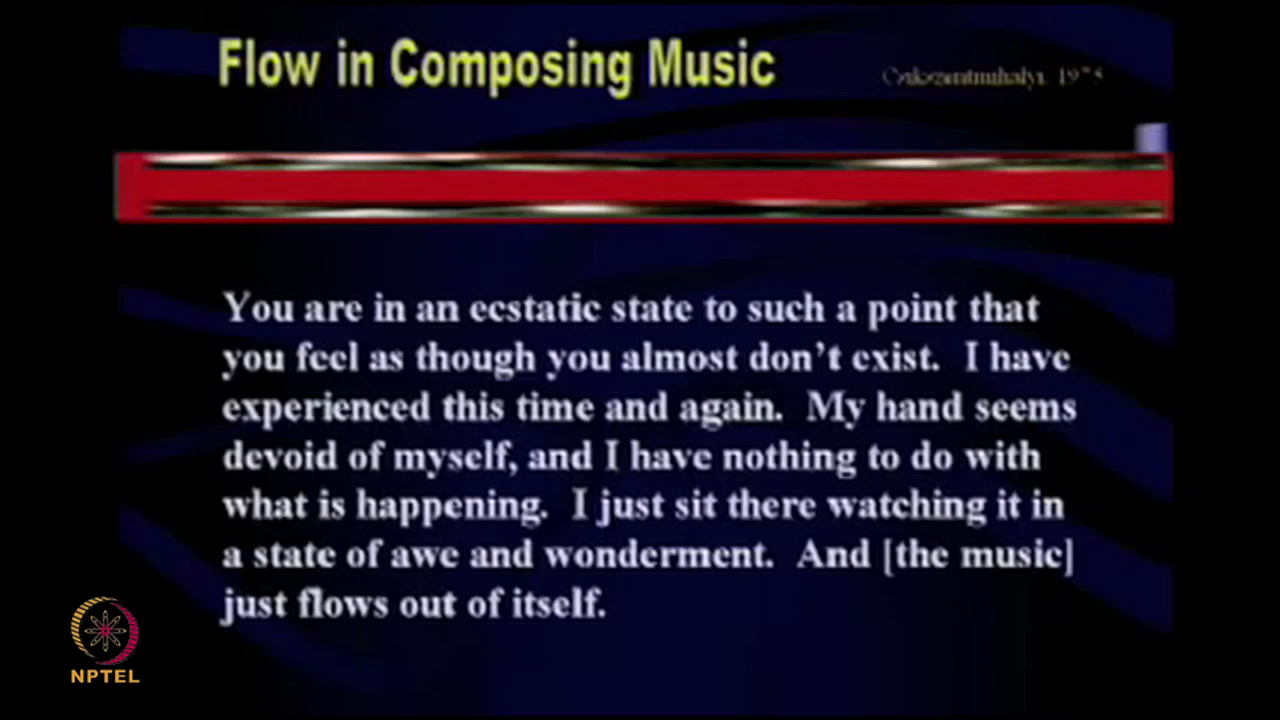 Flow in Composing Music
You are in an ecstatic state to such a point that
you feel as though you almost don't exist. I have
experienced this time and again. My hand seems
devoid of myself, and I have nothing to do with
what is happening. I just sit there watching it in
a state of awe and wonderment. And [the music]
just flows out of itself.
NPTEL